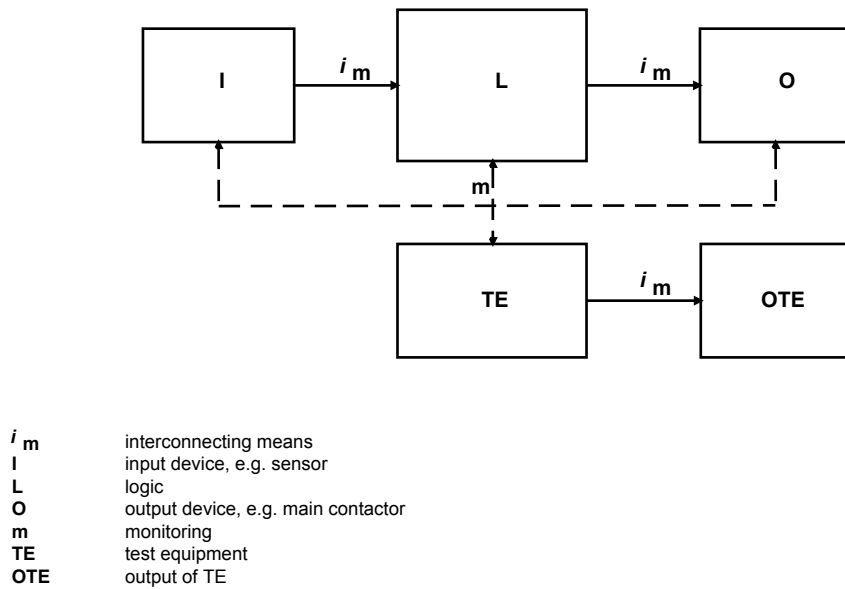 i m
i m
I
L
O
m
i m
TE
OTE
i m interconnecting means
I input device, e.g. sensor
L logic
O output device, e.g. main contactor
m monitoring
TE test equipment
OTE output of TE